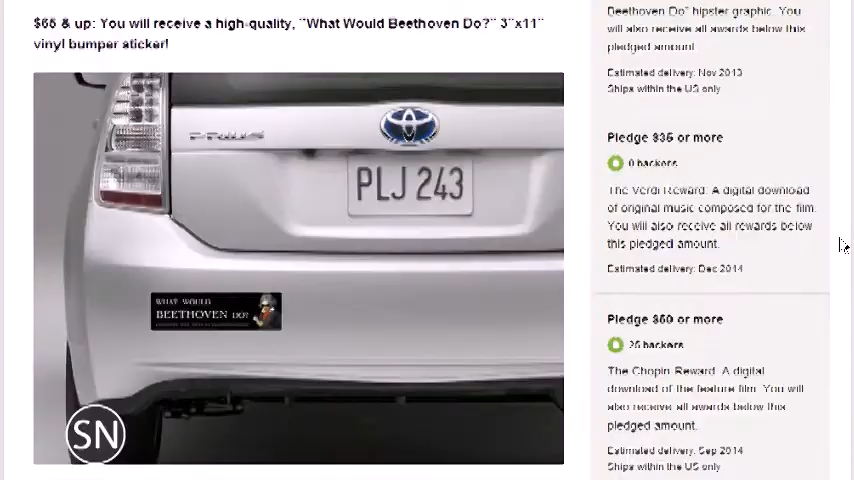 $65 & up: You will receive a high-quality, "What Would Beethoven Do?" 3"x11"
vinyl bumper sticker!
PRIUS
PLJ 243
WHAT WOULD
BEETHOVEN DO?
SN
Beethoven Do" hipster graphic. You
will also receive all awards below this
pledged amount.
Estimated delivery: Nov 2013
Ships within the US only
Pledge $35 or more
0 backers
The Verdi Reward: A digital download
of original music composed for the film.
You will also receive all rewards below
this pledged amount.
Estimated delivery: Dec 2014
Pledge $50 or more
25 backers
The Chopin Reward: A digital
download of the feature film. You will
also receive all awards below this
pledged amount.
Estimated delivery: Sep 2014
Ships within the US only